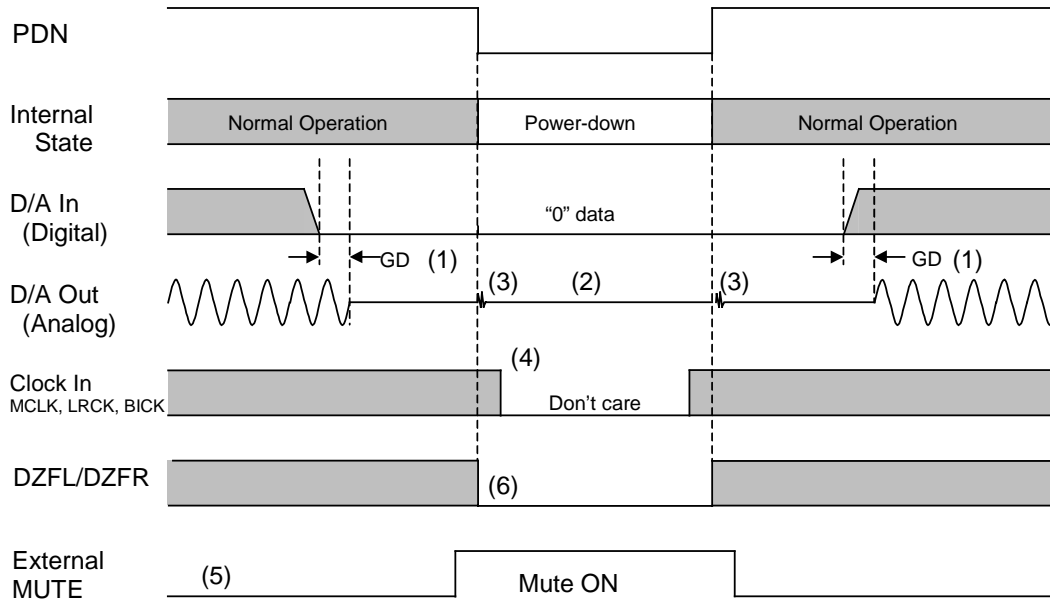 PDN
Internal
State
Normal Operation
Power-down
Normal Operation
D/A In
(Digital)
"0" data
GD (1)
GD (1)
D/A Out
(Analog)
(3)
(2)
(3)
(4)
Clock In
MCLK, LRCK, BICK
Don't care
DZFL/DZFR
(6)
External
MUTE
(5)
Mute ON